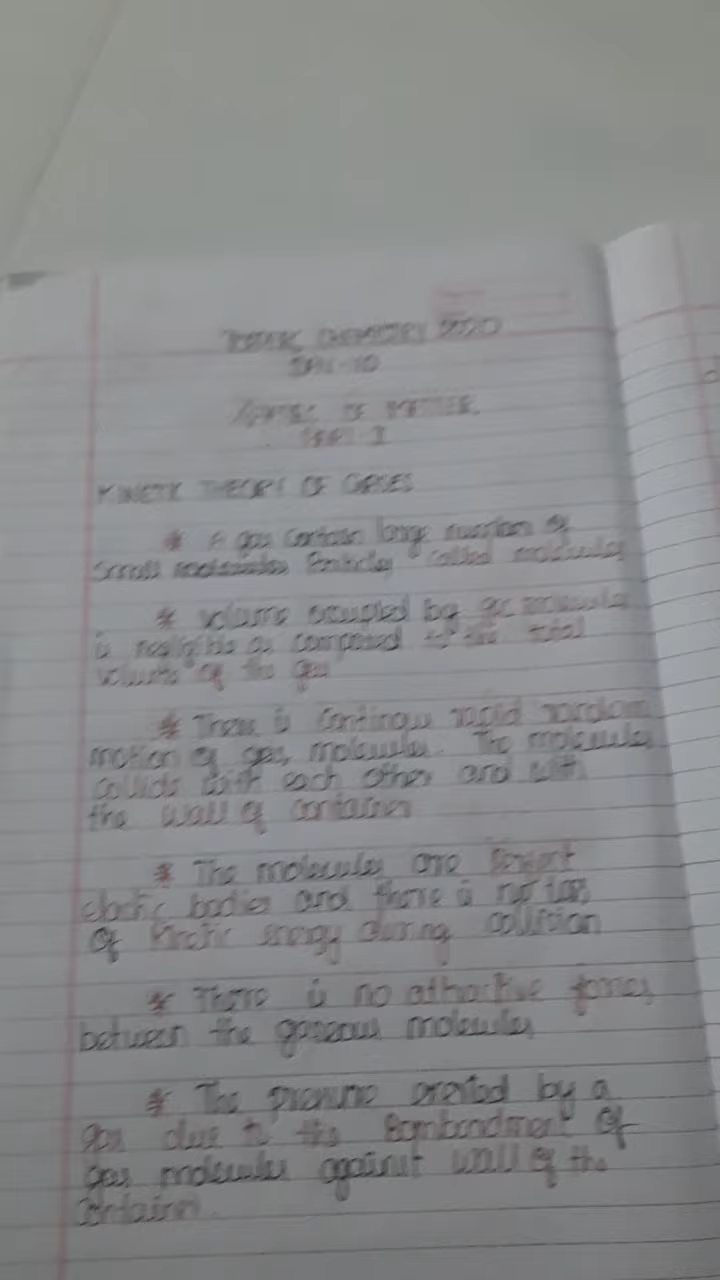 CHEMISTRY
STATES OF MATTER
KINETIC THEORY OF GASES
* A gas contain large number of
small Particles called molecules
* volume occupied by gas molecules
is negligible as compared to the total
volume of the gas
* There is continuous rapid random
motion of gas molecules. The molecules
collide with each other and with
the wall of container
* The molecules are
elastic bodies and there is no loss
of kinetic energy during collision
* There is no attractive forces
between the gaseous molecules
* The pressure created by a
gas due to the Bombardment of
gas molecules against wall of the
container.